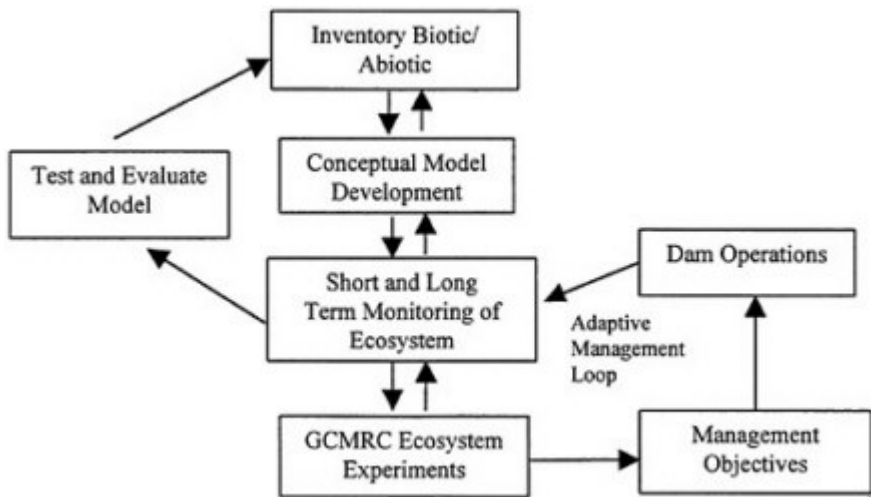 Inventory Biotic/
Abiotic
Conceptual Model
Development
Test and Evaluate
Model
Short and Long
Term Monitoring of
Ecosystem
Dam Operations
Adaptive
Management
Loop
GCMRC Ecosystem
Experiments
Management
Objectives